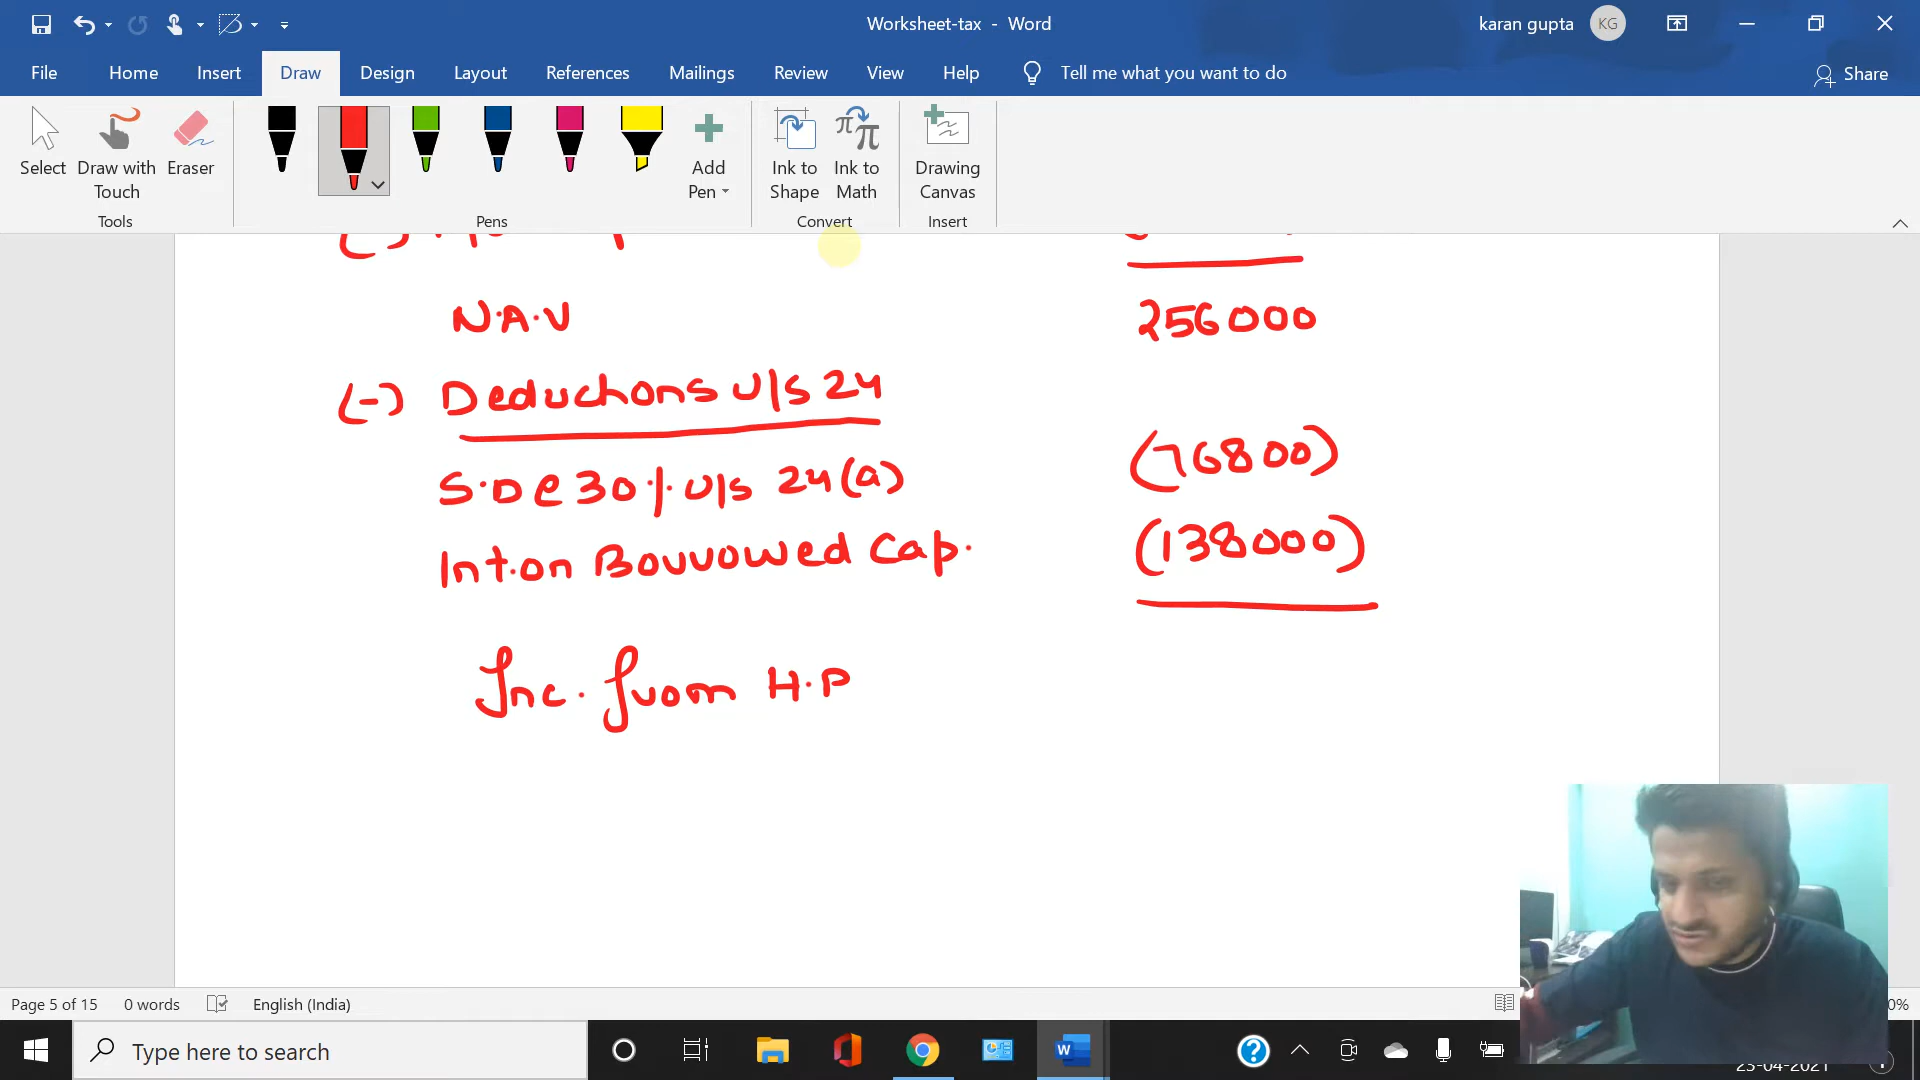 Worksheet-tax - Word
karan gupta KG
File Home Insert Draw Design Layout References Mailings Review View Help Tell me what you want to do Share
Select Draw with Touch Eraser
Add Pen
Ink to Shape Ink to Math
Drawing Canvas
Tools Pens Convert Insert
N.A.V 256000
(-) Deductions U/s 24
S.D @ 30% U/s 24(a) (76800)
Int.on Borrowed Cap. (138000)
Inc. from H.P
Page 5 of 15 0 words English (India)
Type here to search
23-04-2021